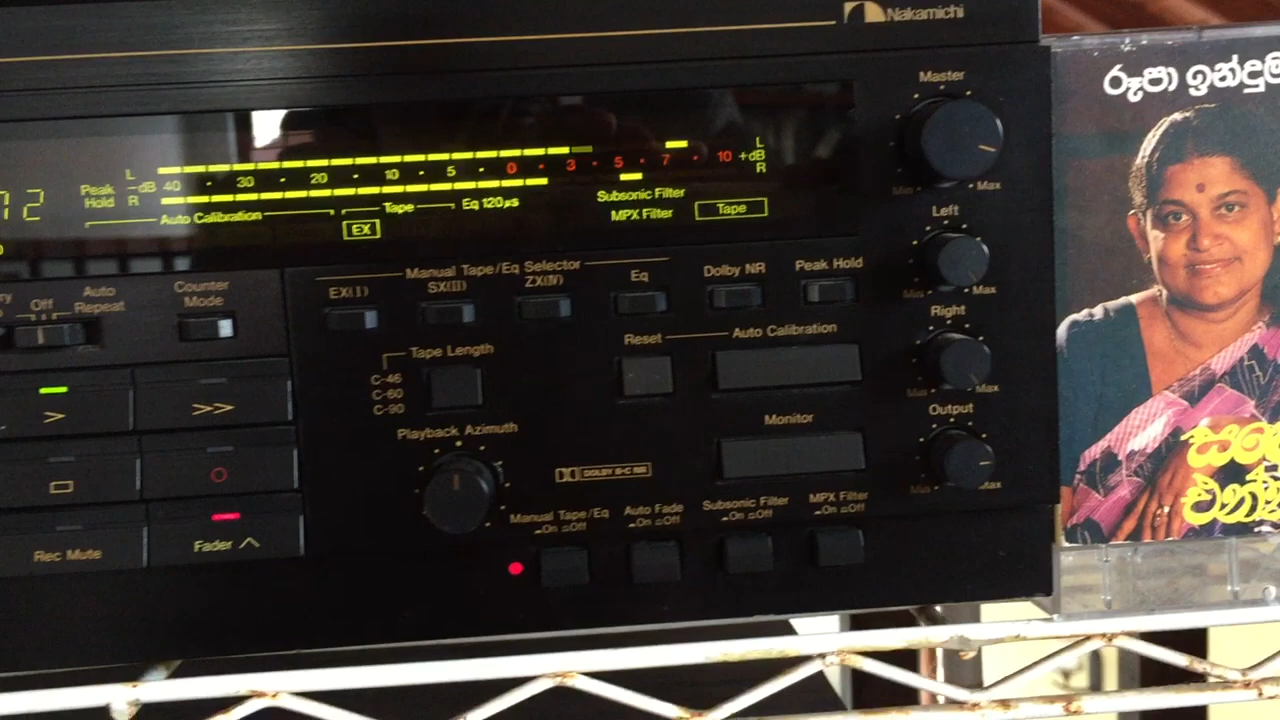 Nakamichi
Master
Min Max
Peak Hold
L -dB R
40 30 20 10 5 0 3 5 7 10 +dB
L
R
Auto Calibration
Tape
Eq 120μs
Subsonic Filter
MPX Filter
Tape
EX
Left
Min Max
Manual Tape/Eq Selector
EX(I)
SX(II)
ZX(IV)
Eq
Dolby NR
Peak Hold
Off
Auto Repeat
Counter Mode
Right
Min Max
Reset
Auto Calibration
Tape Length
C-46
C-60
C-90
Output
Min Max
Monitor
Playback Azimuth
DOLBY B-C NR
Manual Tape/Eq
On Off
Auto Fade
On Off
Subsonic Filter
On Off
MPX Filter
On Off
Rec Mute
Fader
රූපා